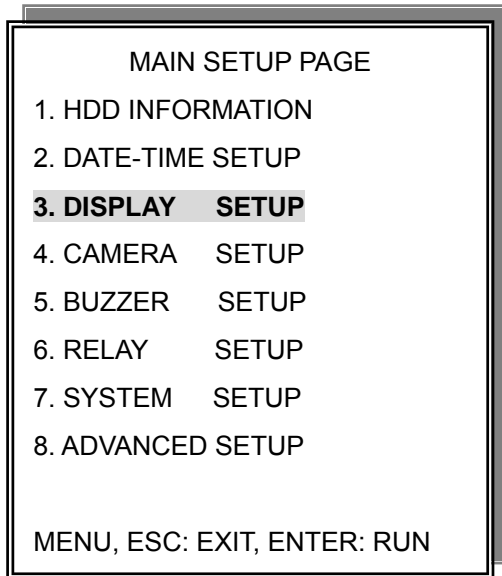 MAIN SETUP PAGE
1. HDD INFORMATION
2. DATE-TIME SETUP
3. DISPLAY SETUP
4. CAMERA SETUP
5. BUZZER SETUP
6. RELAY SETUP
7. SYSTEM SETUP
8. ADVANCED SETUP
MENU, ESC: EXIT, ENTER: RUN